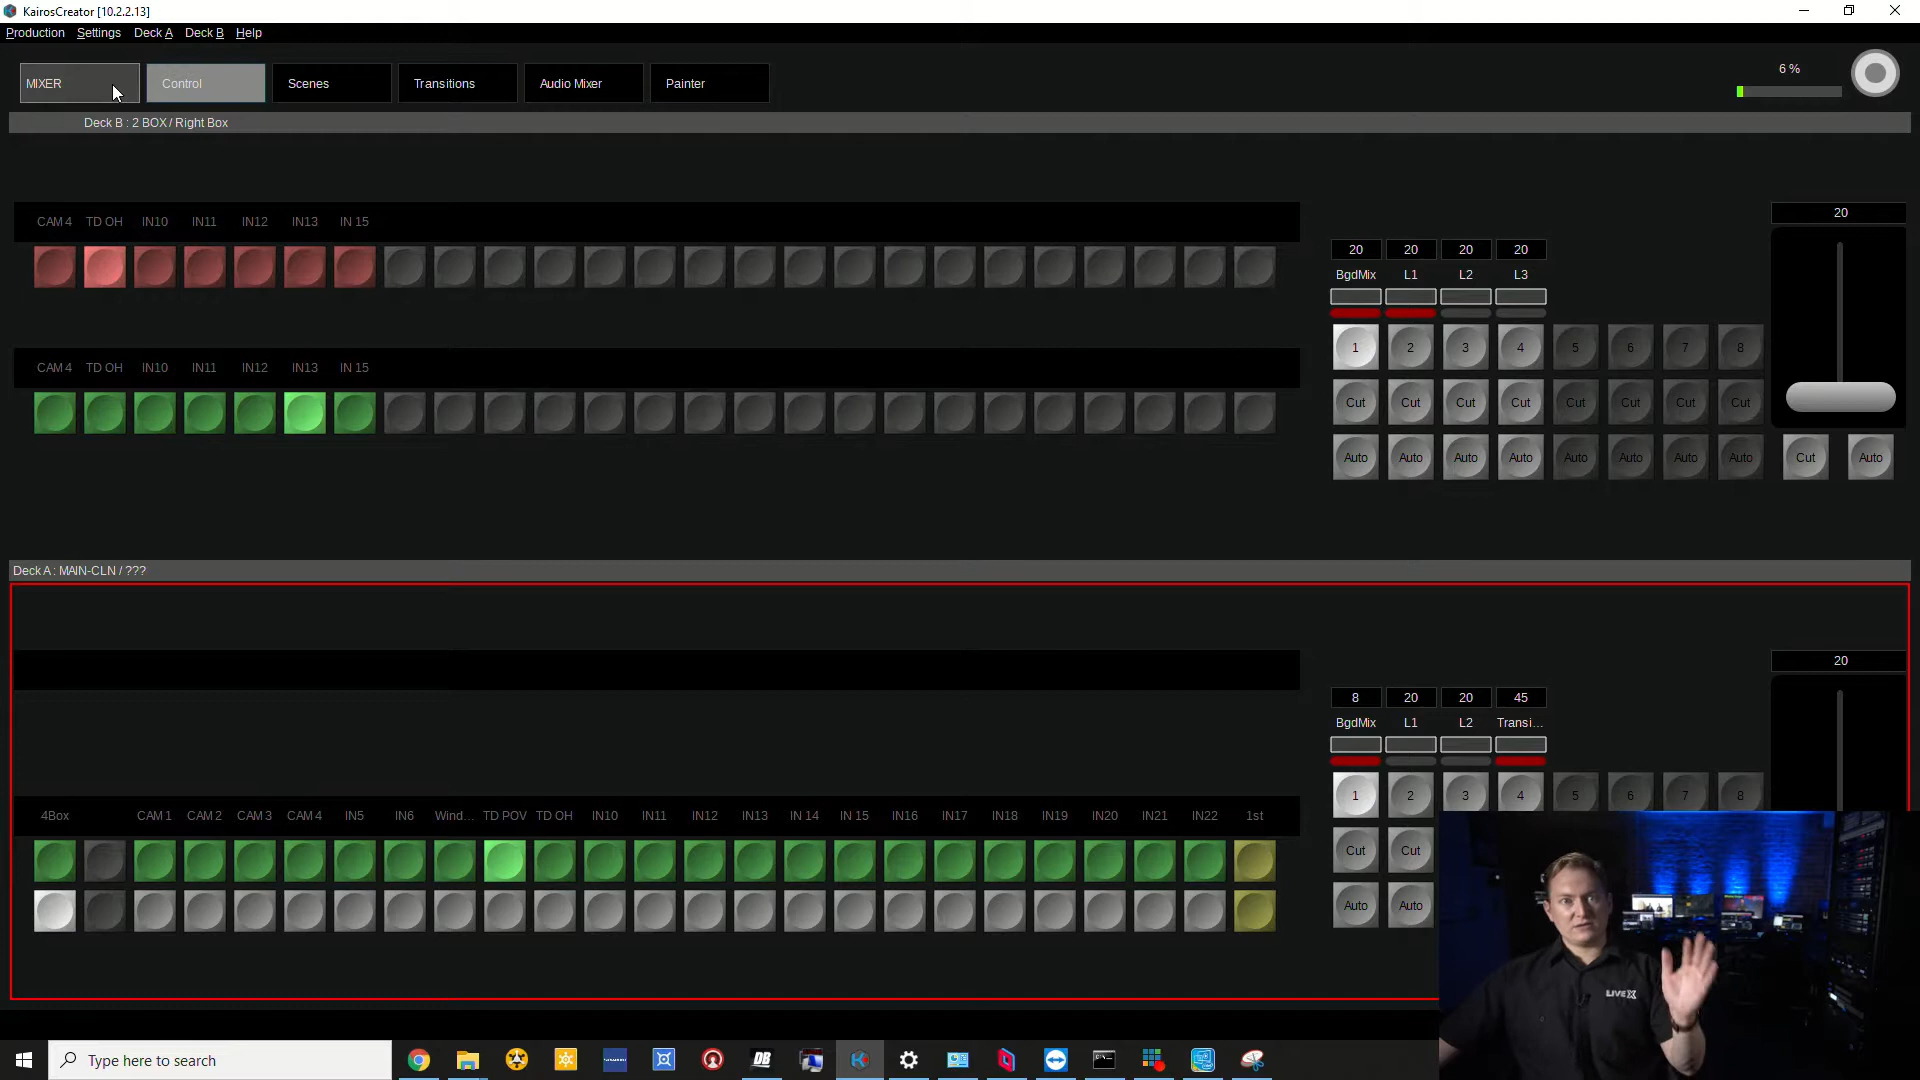 KairosCreator [10.2.2.13]
Production Settings Deck A Deck B Help
MIXER Control Scenes Transitions Audio Mixer Painter
6 %
Deck B : 2 BOX / Right Box
CAM 4 TD OH IN10 IN11 IN12 IN13 IN 15
20
20 20 20 20
BgdMix L1 L2 L3
1 2 3 4 5 6 7 8
CAM 4 TD OH IN10 IN11 IN12 IN13 IN 15
Cut Cut Cut Cut Cut Cut Cut Cut
Auto Auto Auto Auto Auto Auto Auto Auto Cut Auto
Deck A : MAIN-CLN / ???
20
8 20 20 45
BgdMix L1 L2 Transi...
1 2 3 4 5 6 7 8
4Box CAM 1 CAM 2 CAM 3 CAM 4 IN5 IN6 Wind... TD POV TD OH IN10 IN11 IN12 IN13 IN 14 IN 15 IN16 IN17 IN18 IN19 IN20 IN21 IN22 1st
Cut Cut
Auto Auto
LIVEX
Type here to search
DB